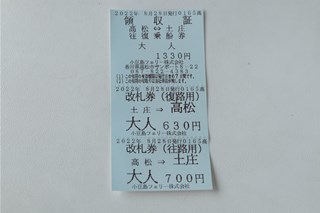 2022年 8月28日発行0165高
領収証
高松⇔土庄
往復乗船券
大人
1330円
小豆島フェリー株式会社
2022年 8月28日発行0165高
改札券(復路用)
土庄 ⇒ 高松
大人 630円
小豆島フェリー株式会社
2022年 8月28日発行0165高
改札券(往路用)
高松 ⇒ 土庄
大人 700円
小豆島フェリー株式会社